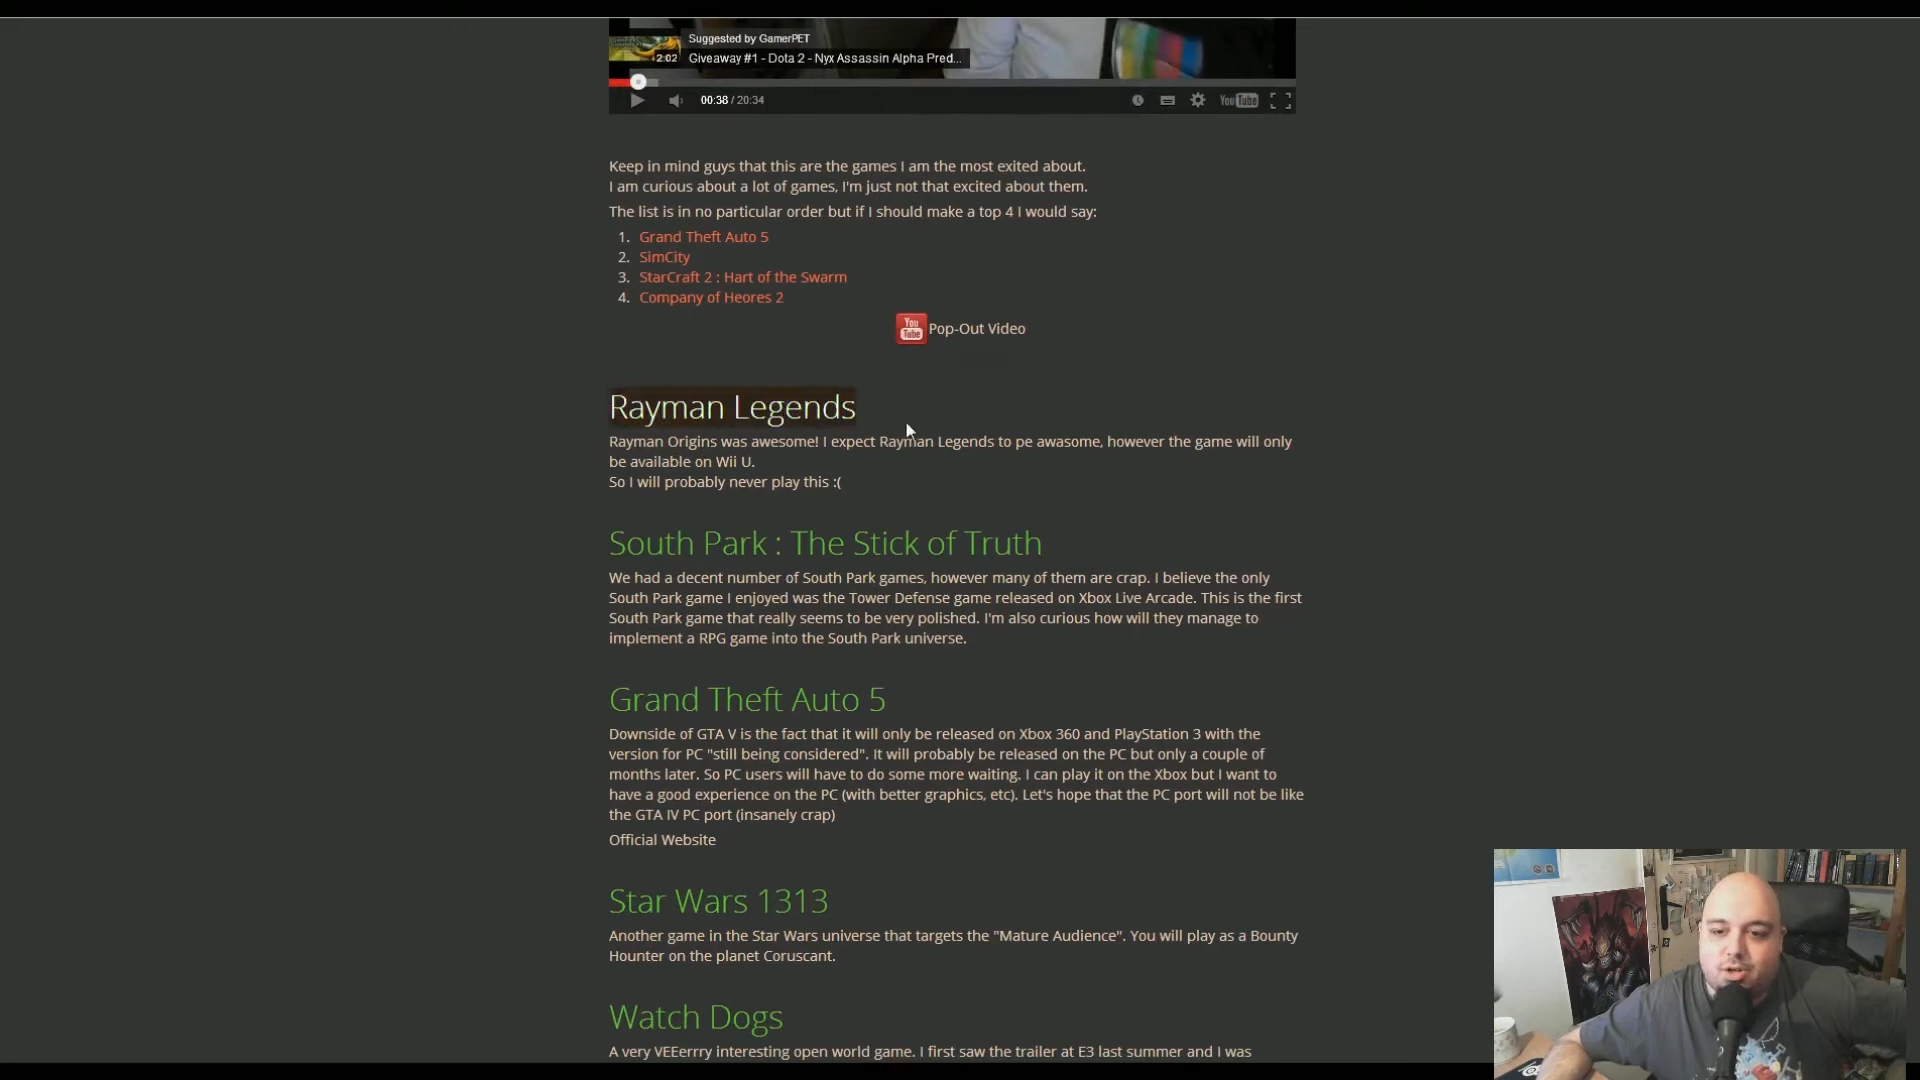 Suggested by GamerPET
2:02
Giveaway #1 - Dota 2 - Nyx Assassin Alpha Pred...
00:38 / 20:34
YouTube
Keep in mind guys that this are the games I am the most exited about.
I am curious about a lot of games, I'm just not that excited about them.
The list is in no particular order but if I should make a top 4 I would say:
1. Grand Theft Auto 5
2. SimCity
3. StarCraft 2 : Hart of the Swarm
4. Company of Heores 2
You Tube Pop-Out Video
Rayman Legends
Rayman Origins was awesome! I expect Rayman Legends to pe awasome, however the game will only
be available on Wii U.
So I will probably never play this :(
South Park : The Stick of Truth
We had a decent number of South Park games, however many of them are crap. I believe the only
South Park game I enjoyed was the Tower Defense game released on Xbox Live Arcade. This is the first
South Park game that really seems to be very polished. I'm also curious how will they manage to
implement a RPG game into the South Park universe.
Grand Theft Auto 5
Downside of GTA V is the fact that it will only be released on Xbox 360 and PlayStation 3 with the
version for PC "still being considered". It will probably be released on the PC but only a couple of
months later. So PC users will have to do some more waiting. I can play it on the Xbox but I want to
have a good experience on the PC (with better graphics, etc). Let's hope that the PC port will not be like
the GTA IV PC port (insanely crap)
Official Website
Star Wars 1313
Another game in the Star Wars universe that targets the "Mature Audience". You will play as a Bounty
Hounter on the planet Coruscant.
Watch Dogs
A very VEEerrry interesting open world game. I first saw the trailer at E3 last summer and I was